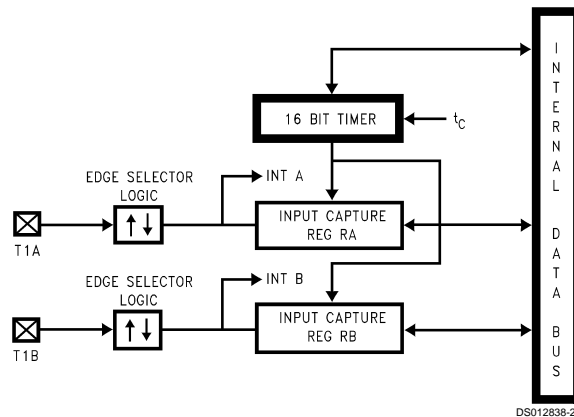 16 BIT TIMER
tC
EDGE SELECTOR
LOGIC
INT A
INPUT CAPTURE
REG RA
T1A
EDGE SELECTOR
LOGIC
INT B
INPUT CAPTURE
REG RB
T1B
INTERNAL DATA BUS
DS012838-2